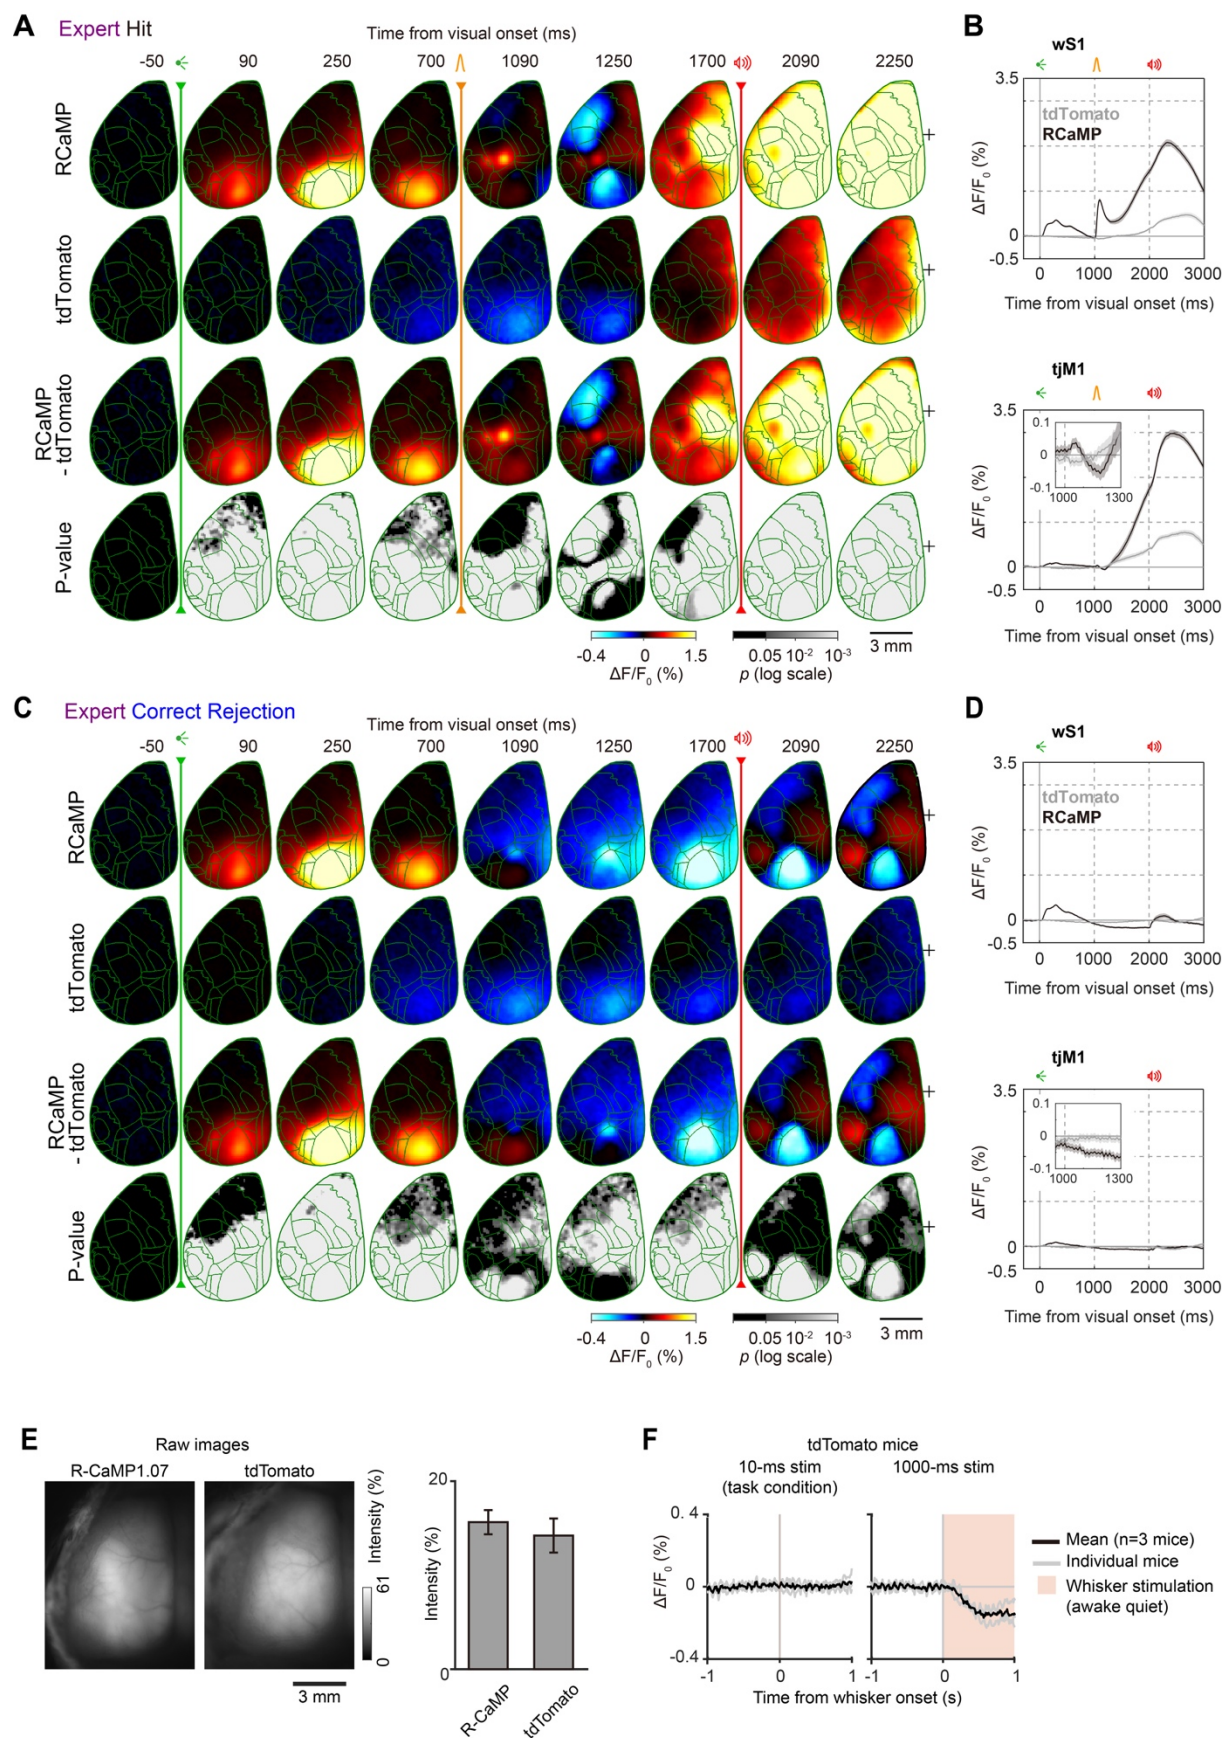 A Expert Hit
Time from visual onset (ms)
-50 90 250 700 1090 1250 1700 2090 2250
RCaMP
tdTomato
RCaMP
- tdTomato
P-value
-0.4 0 1.5
ΔF/F0 (%)
0.05 10-2 10-3
p (log scale)
3 mm
B
wS1
3.5
tdTomato
RCaMP
ΔF/F0 (%)
0
-0.5
0 1000 2000 3000
Time from visual onset (ms)
tjM1
3.5
0.1
0
-0.1
1000 1300
ΔF/F0 (%)
0
-0.5
0 1000 2000 3000
Time from visual onset (ms)
C Expert Correct Rejection
Time from visual onset (ms)
-50 90 250 700 1090 1250 1700 2090 2250
RCaMP
tdTomato
RCaMP
- tdTomato
P-value
-0.4 0 1.5
ΔF/F0 (%)
0.05 10-2 10-3
p (log scale)
3 mm
D
wS1
3.5
tdTomato
RCaMP
ΔF/F0 (%)
0
-0.5
0 1000 2000 3000
Time from visual onset (ms)
tjM1
3.5
0.1
0
-0.1
1000 1300
ΔF/F0 (%)
0
-0.5
0 1000 2000 3000
Time from visual onset (ms)
E
Raw images
R-CaMP1.07 tdTomato
Intensity (%)
61
0
3 mm
20
Intensity (%)
0
R-CaMP
tdTomato
F
tdTomato mice
10-ms stim
(task condition)
1000-ms stim
0. 4
ΔF/F0 (%)
0
-0.4
-1 0 1 -1 0 1
Time from whisker onset (s)
Mean (n=3 mice)
Individual mice
Whisker stimulation
(awake quiet)